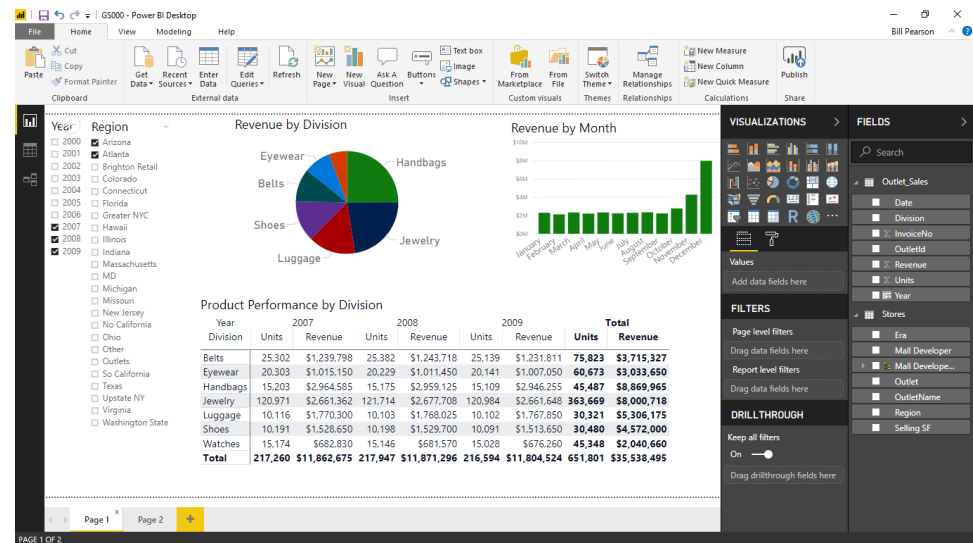 GS000 - Power BI Desktop
File Home View Modeling Help Bill Pearson
Paste
Cut
Copy
Format Painter
Clipboard
Get Data
Recent Sources
Enter Data
Edit Queries
Refresh
External data
New Page
New Visual
Ask A Question
Buttons
Text box
Image
Shapes
Insert
From Marketplace
From File
Custom visuals
Switch Theme
Themes
Manage Relationships
Relationships
New Measure
New Column
New Quick Measure
Calculations
Publish
Share
Year
2000
2001
2002
2003
2004
2005
2006
2007
2008
2009
Region
Arizona
Atlanta
Brighton Retail
Colorado
Connecticut
Florida
Greater NYC
Hawaii
Illinois
Indiana
Massachusetts
MD
Michigan
Missouri
New Jersey
No California
Ohio
Other
Outlets
So California
Texas
Upstate NY
Virginia
Washington State
Revenue by Division
Eyewear
Handbags
Belts
Shoes
Jewelry
Luggage
Revenue by Month
$10M
$8M
$6M
$4M
$2M
$0M
January
February
March
April
May
June
July
August
September
October
November
December
Product Performance by Division
Year 2007 2008 2009 Total
Division Units Revenue Units Revenue Units Revenue Units Revenue
Belts 25,302 $1,239,798 25,382 $1,243,718 25,139 $1,231,811 75,823 $3,715,327
Eyewear 20,303 $1,015,150 20,229 $1,011,450 20,141 $1,007,050 60,673 $3,033,650
Handbags 15,203 $2,964,585 15,175 $2,959,125 15,109 $2,946,255 45,487 $8,869,965
Jewelry 120,971 $2,661,362 121,714 $2,677,708 120,984 $2,661,648 363,669 $8,000,718
Luggage 10,116 $1,770,300 10,103 $1,768,025 10,102 $1,767,850 30,321 $5,306,175
Shoes 10,191 $1,528,650 10,198 $1,529,700 10,091 $1,513,650 30,480 $4,572,000
Watches 15,174 $682,830 15,146 $681,570 15,028 $676,260 45,348 $2,040,660
Total 217,260 $11,862,675 217,947 $11,871,296 216,594 $11,804,524 651,801 $35,538,495
VISUALIZATIONS
R
Values
Add data fields here
FILTERS
Page level filters
Drag data fields here
Report level filters
Drag data fields here
DRILLTHROUGH
Keep all filters
On
Drag drillthrough fields here
FIELDS
Search
Outlet_Sales
Date
Division
Σ InvoiceNo
OutletId
Σ Revenue
Σ Units
Year
Stores
Era
Mall Developer
Mall Develope...
Outlet
OutletName
Region
Selling SF
Page 1 x Page 2 +
PAGE 1 OF 2